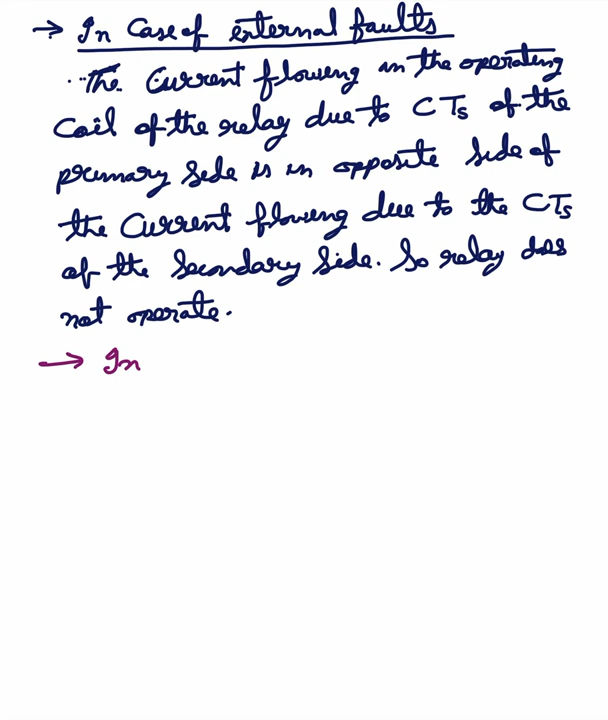 → In Case of external faults
The Current flowing in the operating
Coil of the relay due to CTs of the
primary side is in opposite side of
the Current flowing due to the CTs
of the Secondary side. So relay does
not operate.
→ In